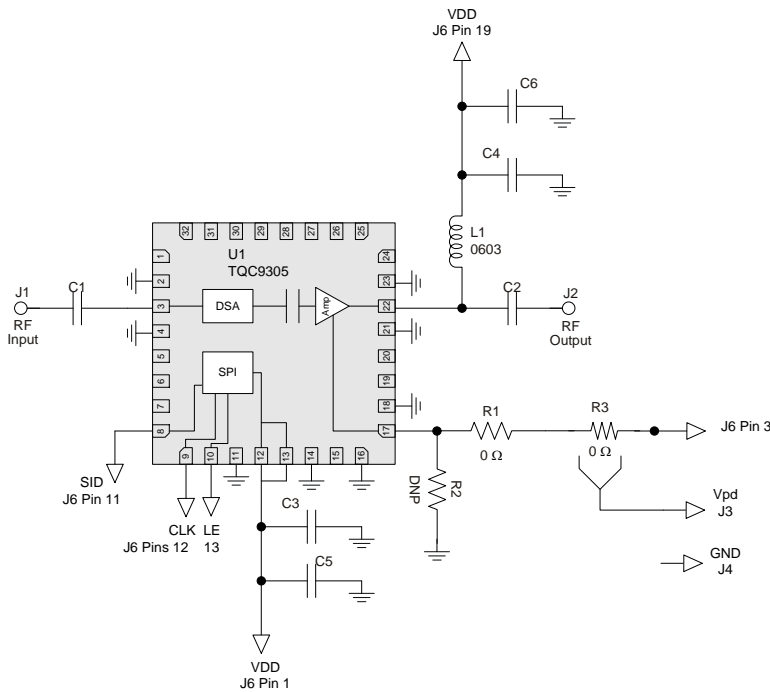 VDD
J6 Pin 19
C6
C4
L1
0603
32
31
30
29
28
27
26
25
U1
TQC9305
1
2
3
4
5
6
7
8
24
23
22
21
20
19
18
17
DSA
Amp
SPI
J1
C1
RF
Input
C2
J2
RF
Output
9
10
11
12
13
14
15
16
R1
0 Ω
R3
0 Ω
J6 Pin 3
R2
DNP
Vpd
J3
GND
J4
SID
J6 Pin 11
CLK LE
J6 Pins 12 13
C3
C5
VDD
J6 Pin 1